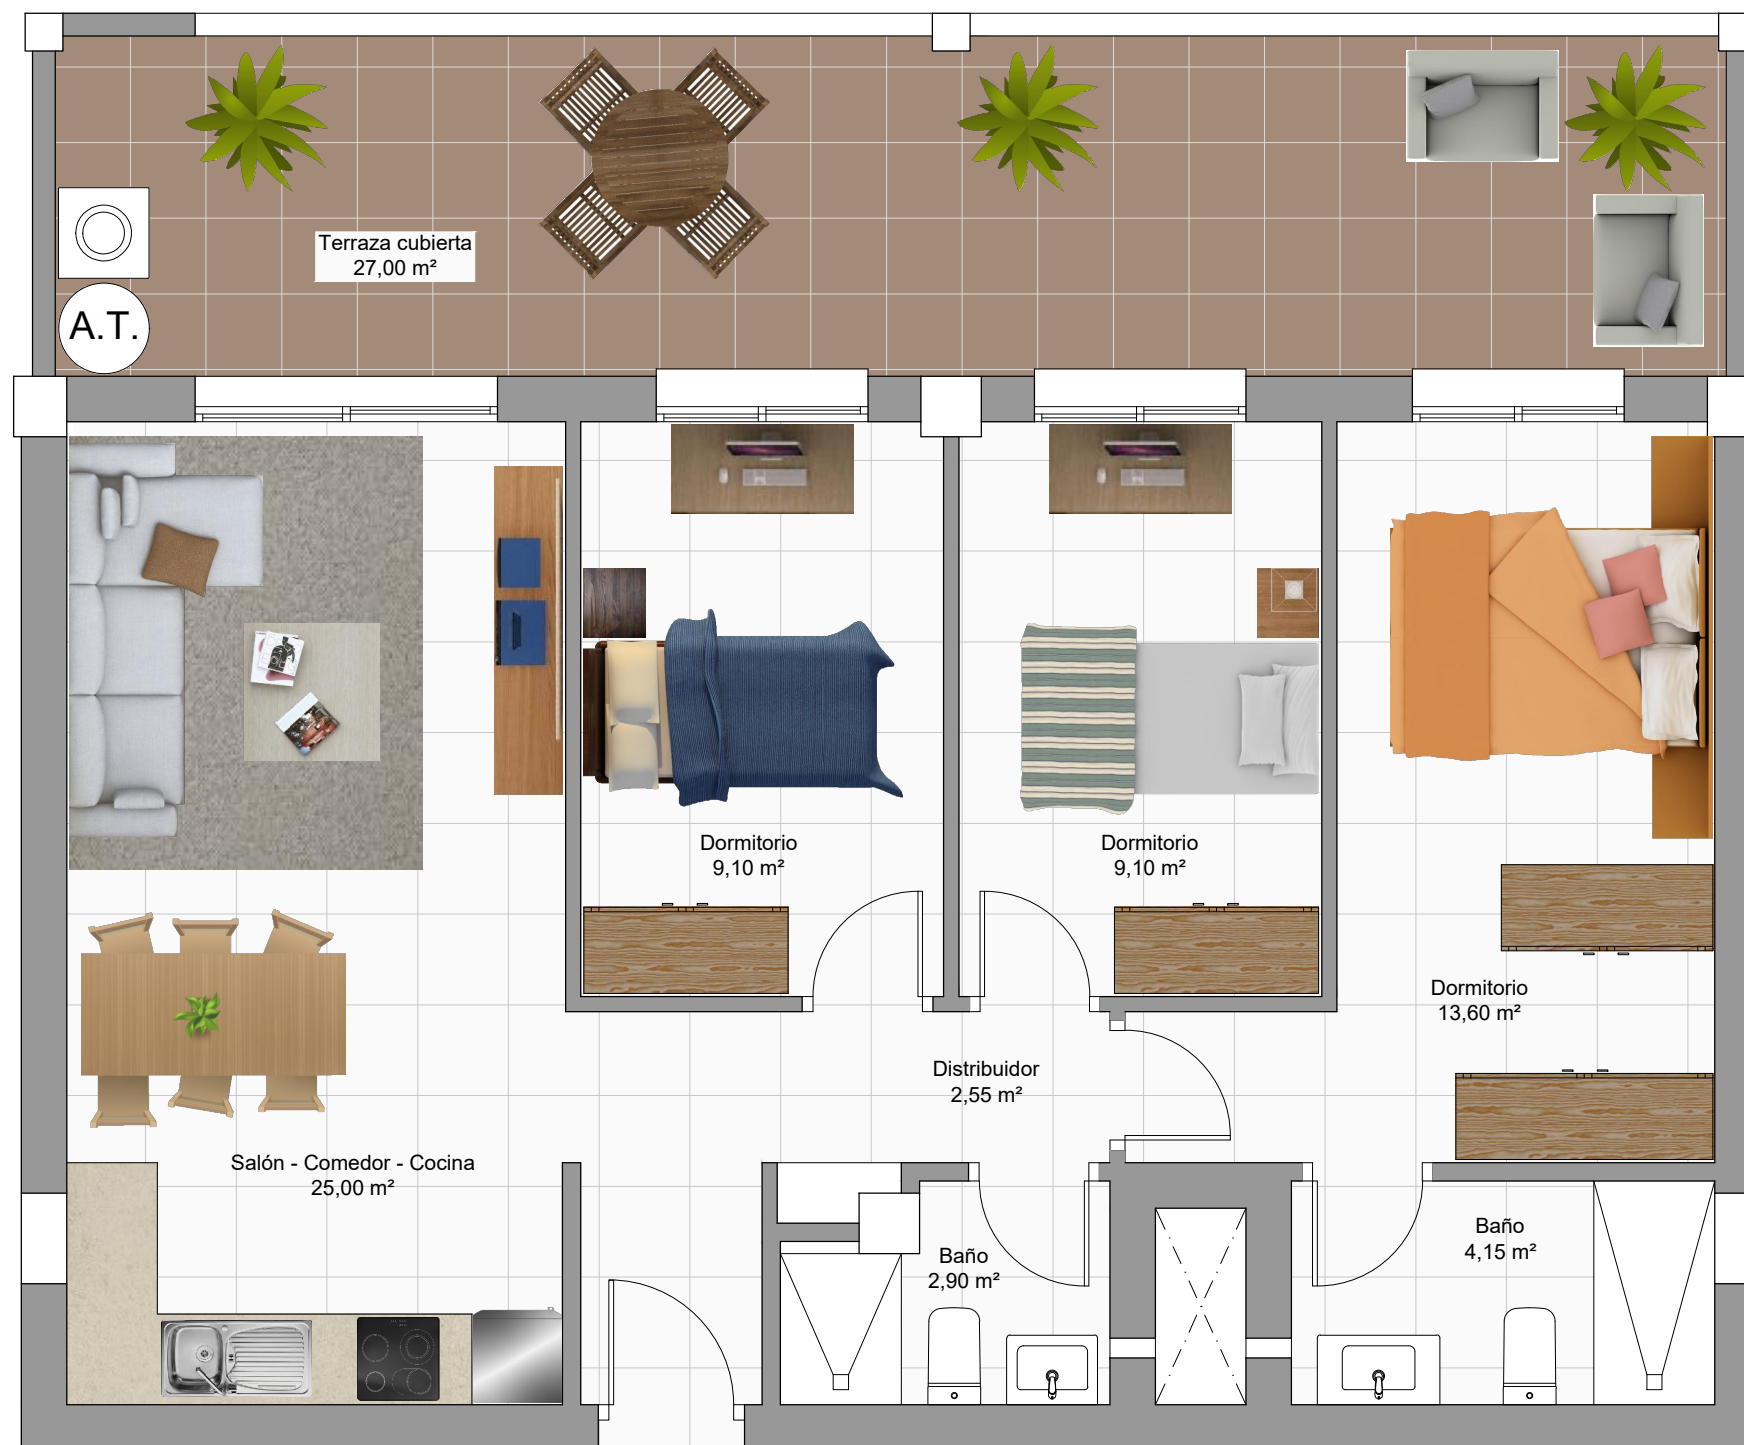 Terraza cubierta
27,00 m²
A.T.
Dormitorio
9,10 m²
Dormitorio
9,10 m²
Dormitorio
13,60 m²
Distribuidor
2,55 m²
Salón - Comedor - Cocina
25,00 m²
Baño
4,15 m²
Baño
2,90 m²